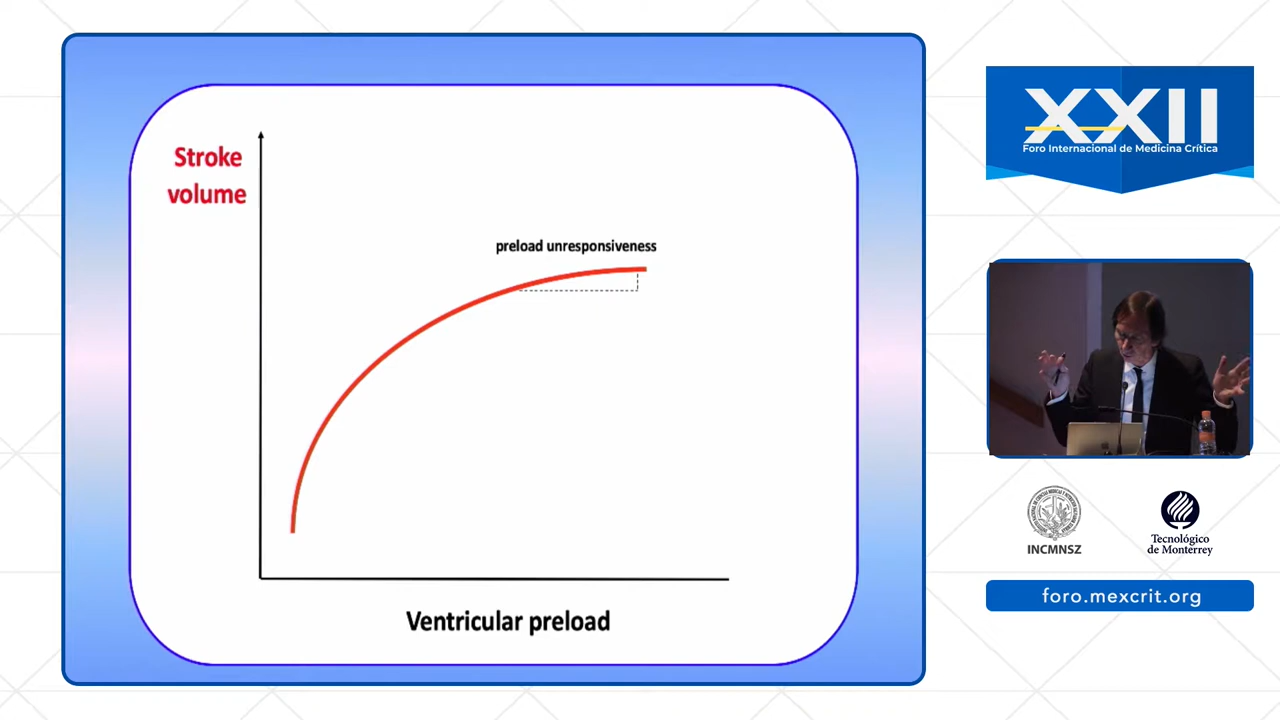 Stroke
volume
preload unresponsiveness
Ventricular preload
XXII
Foro Internacional de Medicina Crítica
INCMNSZ
Tecnológico
de Monterrey
foro.mexcrit.org